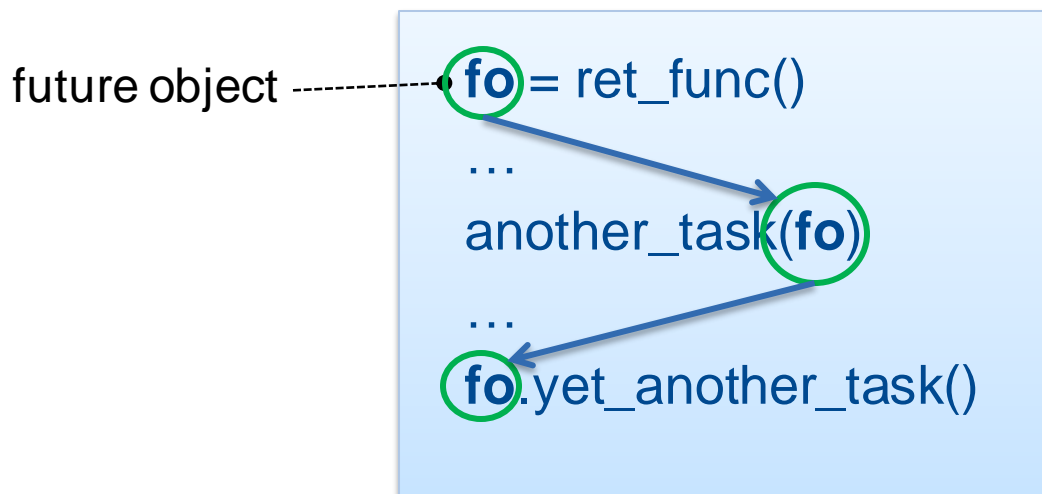 future object
fo = ret_func()
…
another_task(fo)
…
fo.yet_another_task()